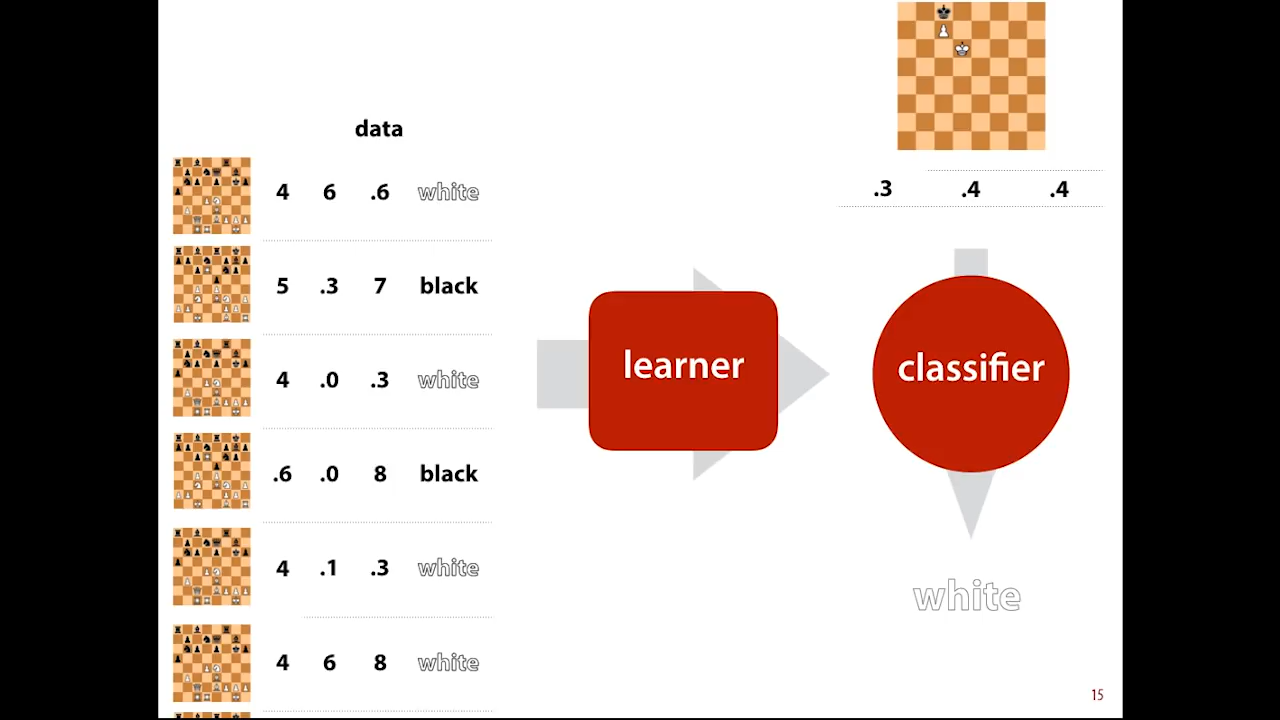 data
4 6 .6 white
5 .3 7 black
4 .0 .3 white
.6 .0 8 black
4 .1 .3 white
4 6 8 white
learner
.3 .4 .4
classifier
white
15